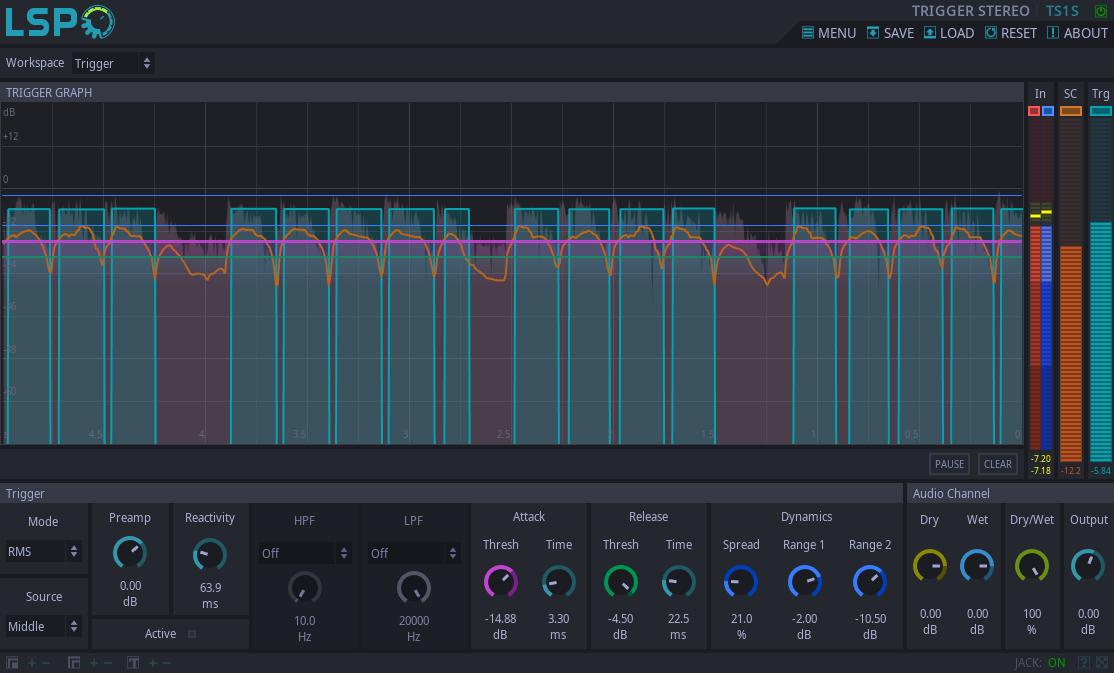 LSP
TRIGGER STEREO TS1S
MENU SAVE LOAD RESET ABOUT
Workspace Trigger
TRIGGER GRAPH
In SC Trg
dB
+12
0
-12
-24
-36
-48
-60
4.5 4 3.5 3 2.5 1.5 1 0.5 0
PAUSE CLEAR
-7.20
-7.18 -12.2 -5.84
Trigger
Mode
RMS
Source
Middle
Preamp
0.00
dB
Reactivity
63.9
ms
Active
HPF
Off
10.0
Hz
LPF
Off
20000
Hz
Attack
Thresh Time
-14.88 3.30
dB ms
Release
Thresh Time
-4.50 22.5
dB ms
Dynamics
Spread Range 1 Range 2
21.0 -2.00 -10.50
% dB dB
Audio Channel
Dry Wet Dry/Wet Output
0.00 0.00 100 0.00
dB dB % dB
JACK: ON